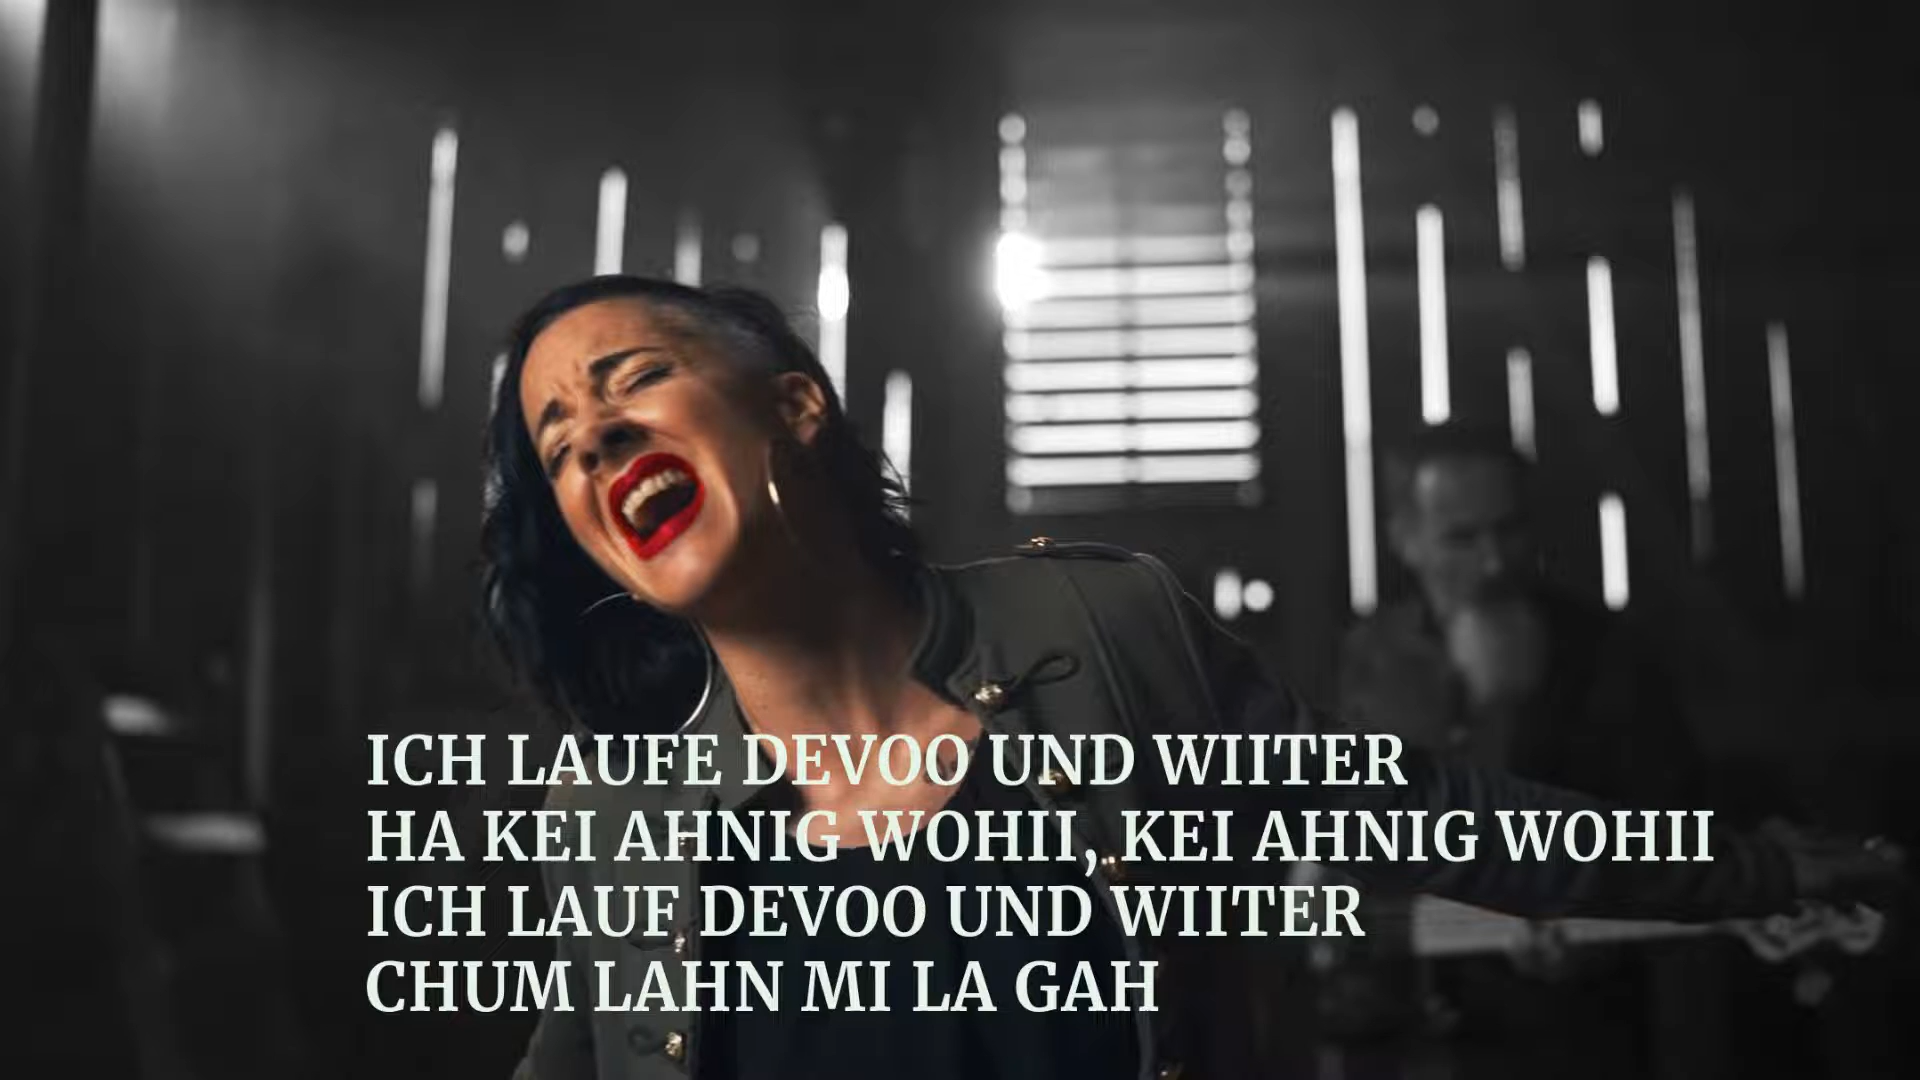 ICH LAUFE DEVOO UND WIITER
HA KEI AHNIG WOHII, KEI AHNIG WOHII
ICH LAUF DEVOO UND WIITER
CHUM LAHN MI LA GAH